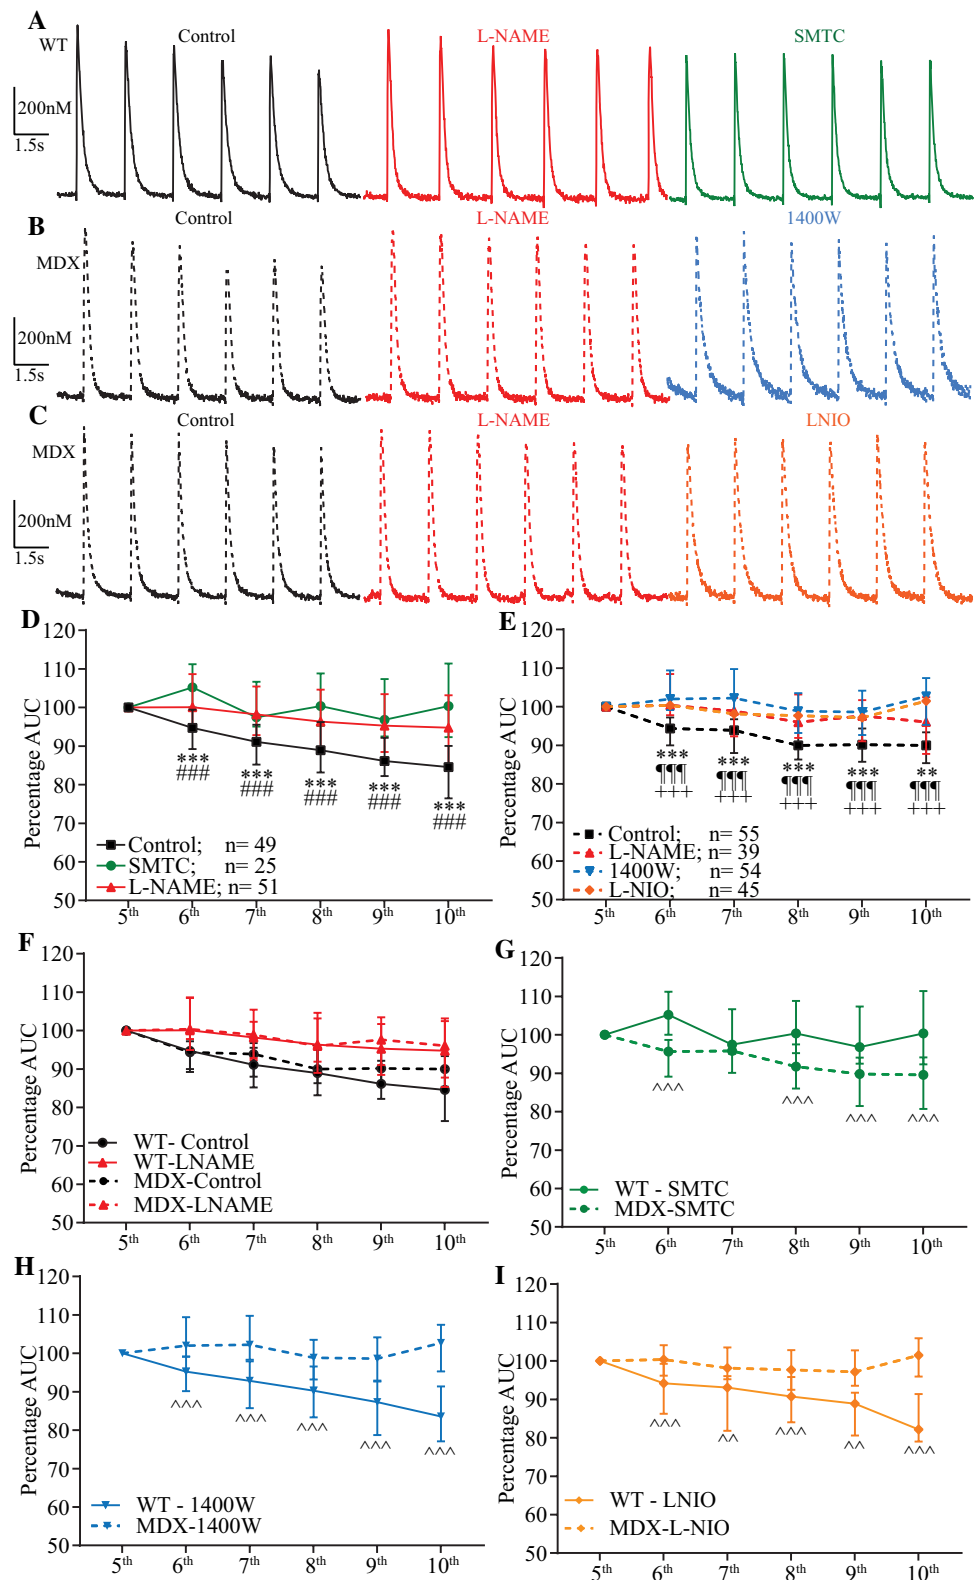 A
WT
Control
L-NAME
SMTC
200nM
1.5s
B
MDX
Control
L-NAME
1400W
200nM
1.5s
C
MDX
Control
L-NAME
LNIO
200nM
1.5s
D
Percentage AUC
120
110
100
90
80
70
60
50
*** *** *** *** ***
### ### ### ### ###
Control; n= 49
SMTC; n= 25
L-NAME; n= 51
5th 6th 7th 8th 9th 10th
E
Percentage AUC
120
110
100
90
80
70
60
50
*** *** *** *** **
¶¶¶ ¶¶¶ ¶¶¶ ¶¶¶ ¶¶¶
+++ +++ +++ +++ +++
Control; n= 55
L-NAME; n= 39
1400W; n= 54
L-NIO; n= 45
5th 6th 7th 8th 9th 10th
F
Percentage AUC
120
110
100
90
80
70
60
50
WT- Control
WT-LNAME
MDX-Control
MDX-LNAME
5th 6th 7th 8th 9th 10th
G
Percentage AUC
120
110
100
90
80
70
60
50
^^^ ^^^ ^^^ ^^^
WT - SMTC
MDX-SMTC
5th 6th 7th 8th 9th 10th
H
Percentage AUC
120
110
100
90
80
70
60
50
^^^ ^^^ ^^^ ^^^ ^^^
WT - 1400W
MDX-1400W
5th 6th 7th 8th 9th 10th
I
Percentage AUC
120
110
100
90
80
70
60
50
^^^ ^^ ^^^ ^^ ^^^
WT - LNIO
MDX-L-NIO
5th 6th 7th 8th 9th 10th